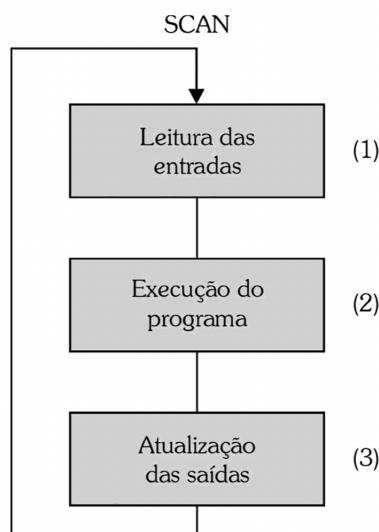 SCAN
Leitura das
entradas
(1)
Execução do
programa
(2)
Atualização
das saídas
(3)